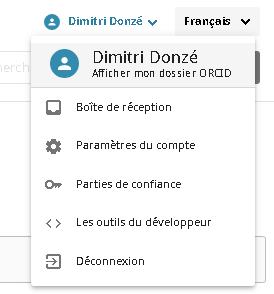 Dimitri Donzé Français
Dimitri Donzé
Afficher mon dossier ORCID
Boîte de réception
Paramètres du compte
Parties de confiance
Les outils du développeur
Déconnexion